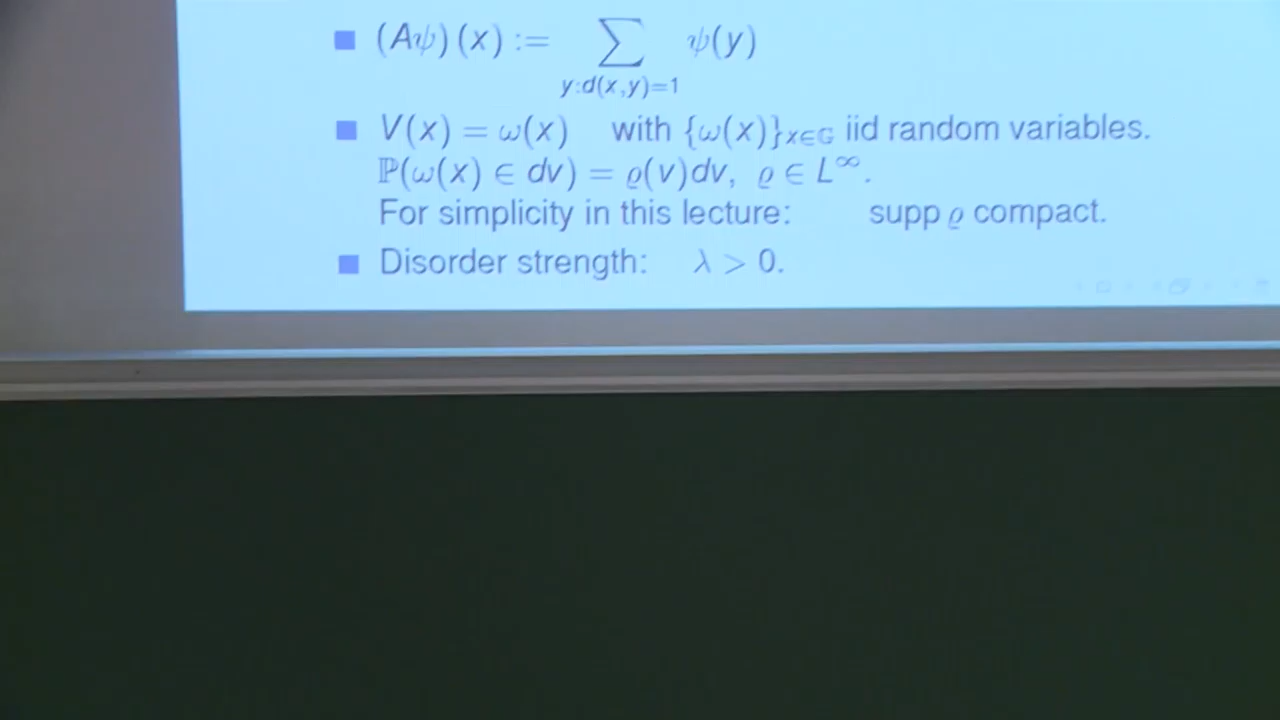 (Aψ)(x) := ∑ ψ(y)
y:d(x,y)=1
V(x) = ω(x) with {ω(x)}ₓ∈𝔾 iid random variables.
ℙ(ω(x) ∈ dv) = ϱ(v)dv, ϱ ∈ L^∞.
For simplicity in this lecture: supp ϱ compact.
Disorder strength: λ > 0.